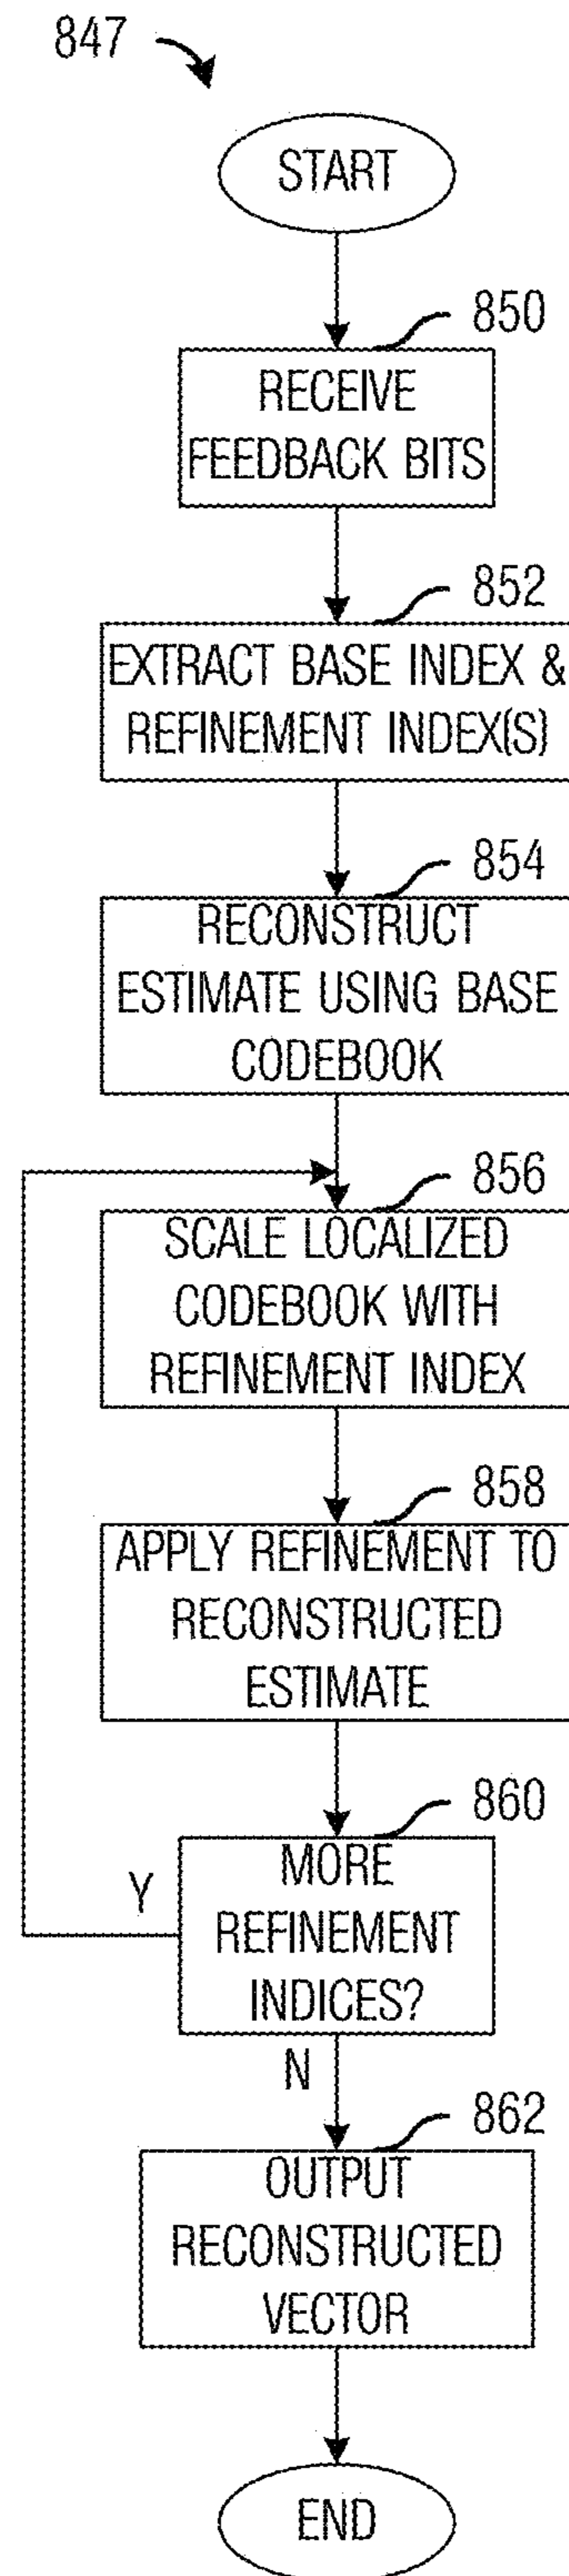 847
START
850
RECEIVE
FEEDBACK BITS
852
EXTRACT BASE INDEX &
REFINEMENT INDEX(S)
854
RECONSTRUCT
ESTIMATE USING BASE
CODEBOOK
856
SCALE LOCALIZED
CODEBOOK WITH
REFINEMENT INDEX
858
APPLY REFINEMENT TO
RECONSTRUCTED
ESTIMATE
860
MORE
REFINEMENT
INDICES?
Y
N
862
OUTPUT
RECONSTRUCTED
VECTOR
END